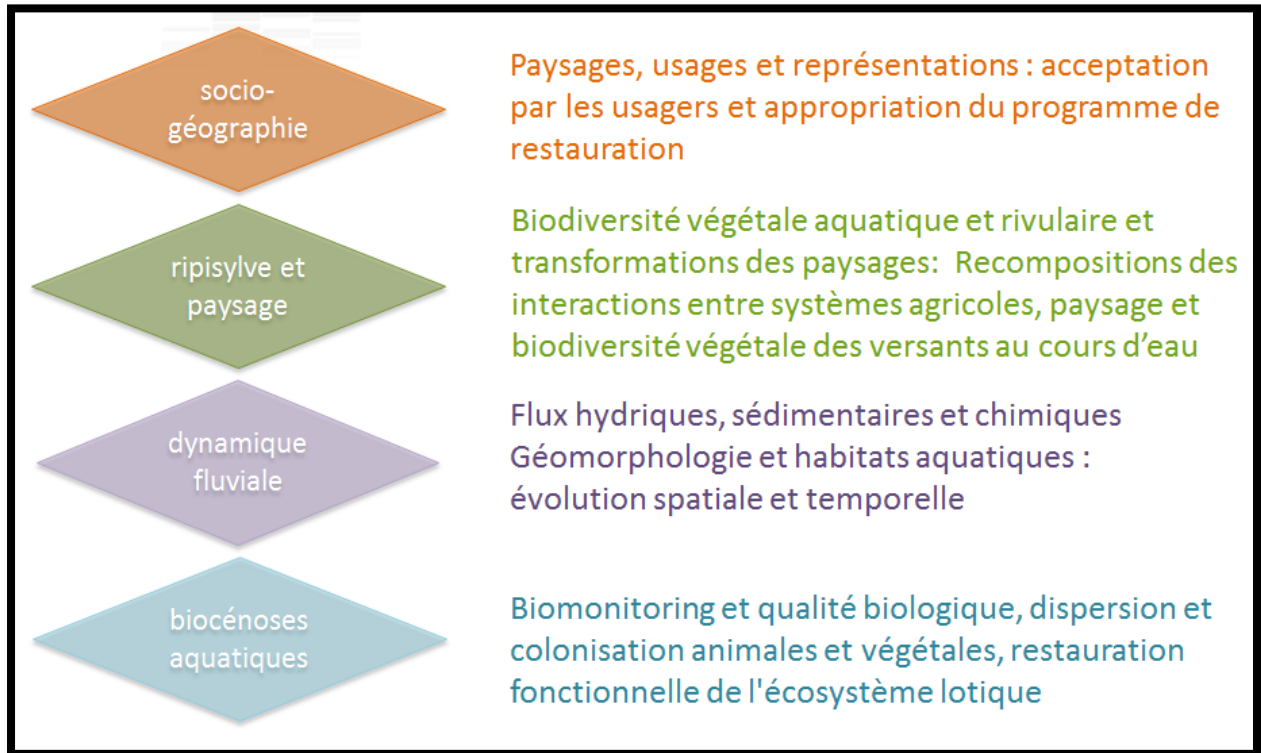 socio-
géographie
Paysages, usages et représentations : acceptation
par les usagers et appropriation du programme de
restauration
ripisylve et
paysage
Biodiversité végétale aquatique et rivulaire et
transformations des paysages: Recompositions des
interactions entre systèmes agricoles, paysage et
biodiversité végétale des versants au cours d’eau
dynamique
fluviale
Flux hydriques, sédimentaires et chimiques
Géomorphologie et habitats aquatiques :
évolution spatiale et temporelle
biocénoses
aquatiques
Biomonitoring et qualité biologique, dispersion et
colonisation animales et végétales, restauration
fonctionnelle de l'écosystème lotique